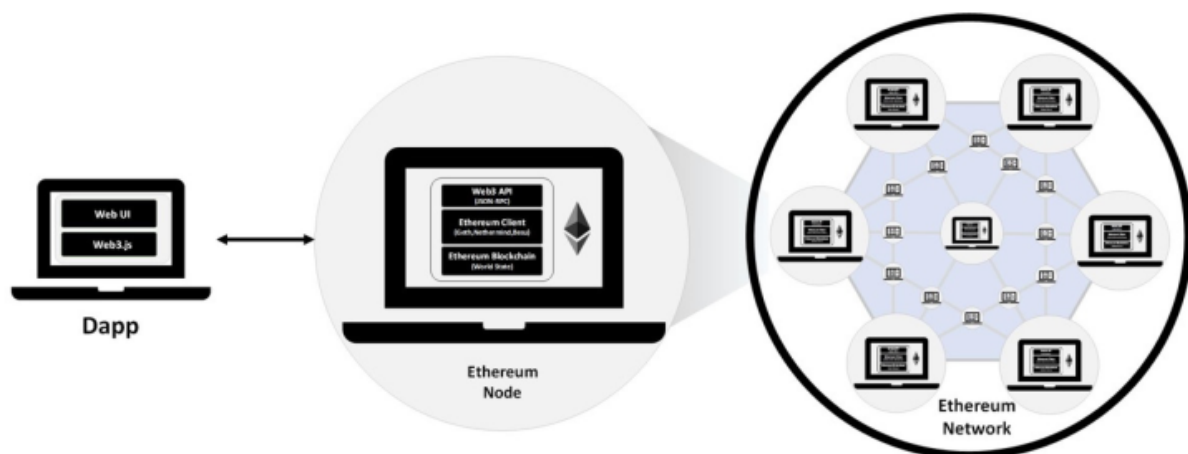 Web UI
Web3.js
Dapp
Web3 API
(JSON-RPC)
Ethereum Client
(Geth,Nethermind,Besu)
Ethereum Blockchain
(World State)
Ethereum
Node
Ethereum
Network